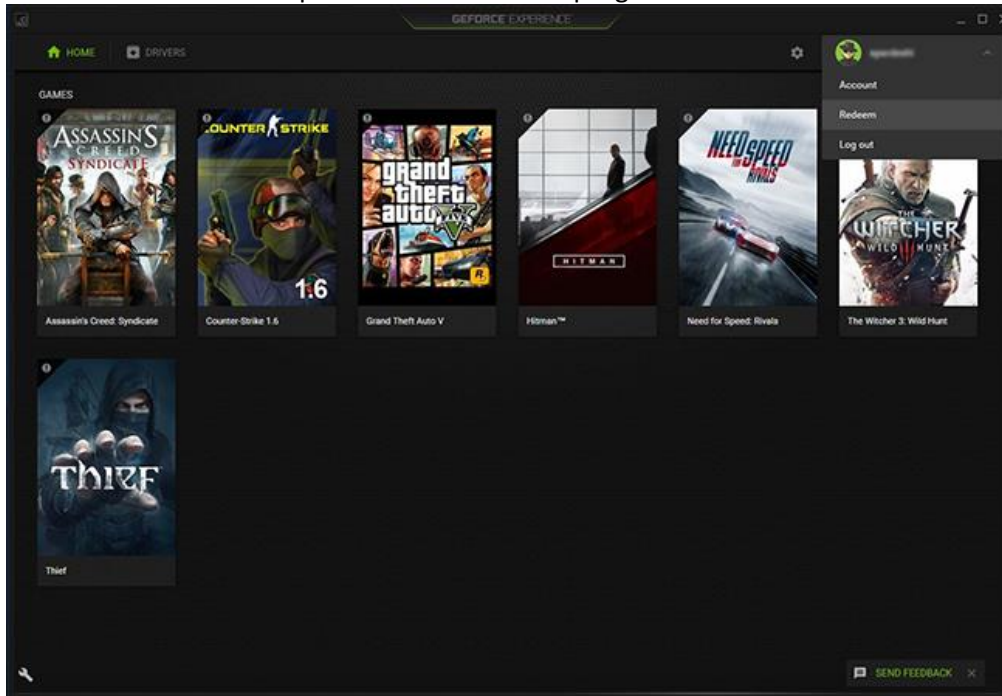 GEFORCE EXPERIENCE
HOME
DRIVERS
Account
Redeem
Log out
GAMES
ASSASSIN'S
CREED
SYNDICATE
COUNTER STRIKE
1.6
grand
theft
auto
V
R
HITMAN
NEED FOR SPEED
RIVALS
THE
WITCHER
WILD HUNT
Assassin's Creed: Syndicate
Counter-Strike 1.6
Grand Theft Auto V
Hitman™
Need for Speed: Rivals
The Witcher 3: Wild Hunt
THIEF
Thief
SEND FEEDBACK